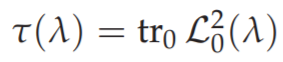 τ(λ) = tr₀ 𝓛₀²(λ)